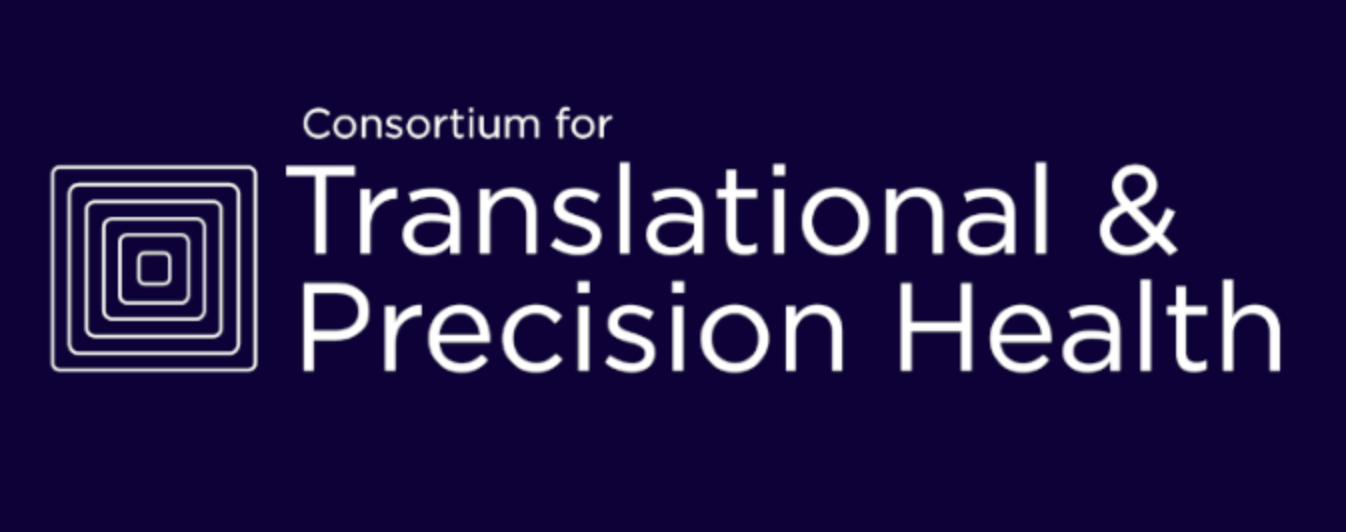 Consortium for
Translational &
Precision Health